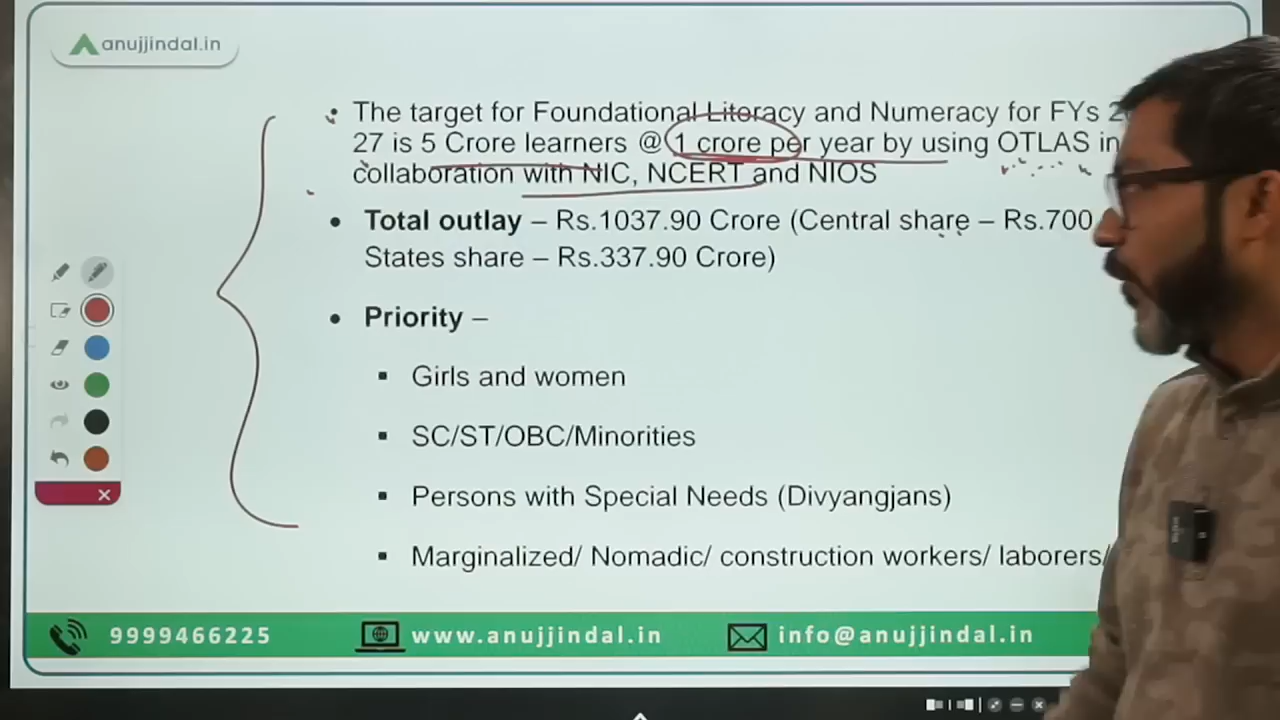 anujjindal.in
• The target for Foundational Literacy and Numeracy for FYs
27 is 5 Crore learners @ 1 crore per year by using OTLAS in
collaboration with NIC, NCERT and NIOS
• Total outlay – Rs.1037.90 Crore (Central share – Rs.700
States share – Rs.337.90 Crore)
• Priority –
▪ Girls and women
▪ SC/ST/OBC/Minorities
▪ Persons with Special Needs (Divyangjans)
▪ Marginalized/ Nomadic/ construction workers/ laborers/
9999466225 www.anujjindal.in info@anujjindal.in